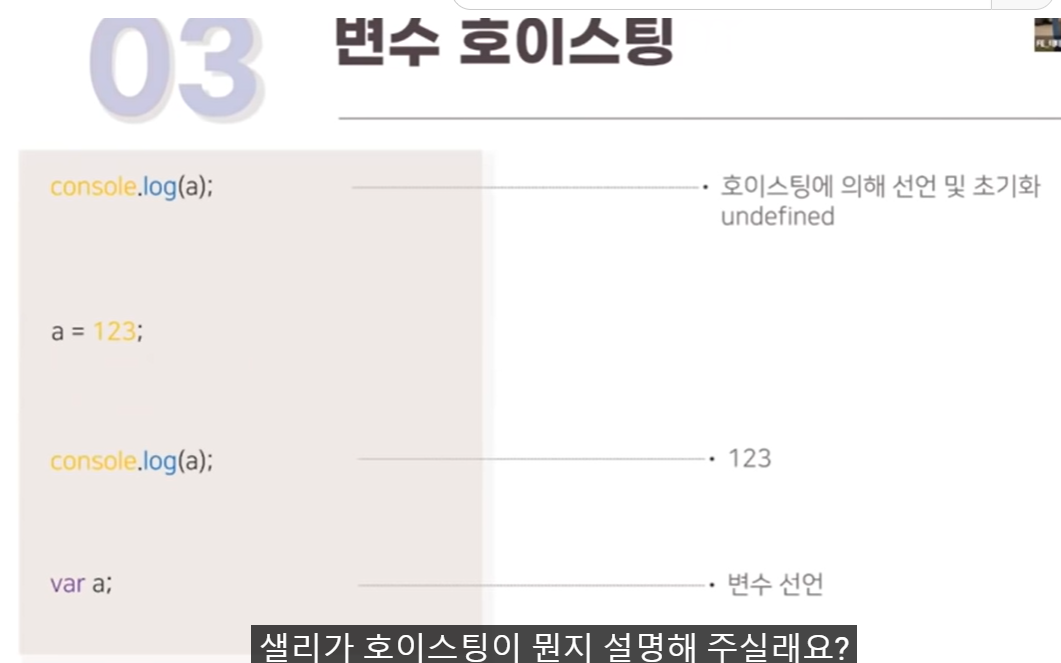 03 변수 호이스팅
console.log(a);
호이스팅에 의해 선언 및 초기화
undefined
a = 123;
console.log(a);
123
var a;
변수 선언
샐리가 호이스팅이 뭔지 설명해 주실래요?